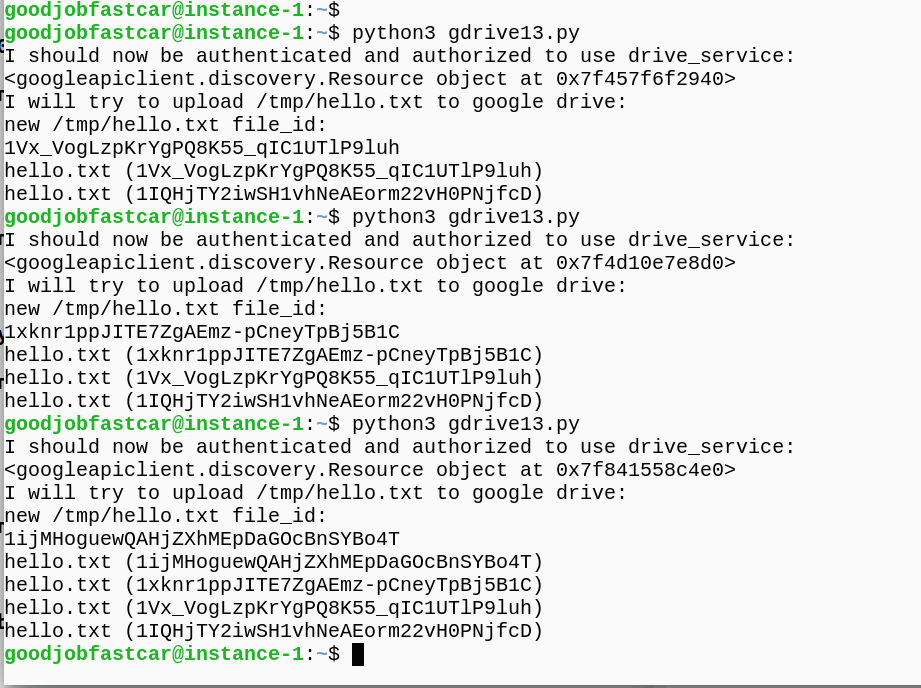 goodjobfastcar@instance-1:~$
goodjobfastcar@instance-1:~$ python3 gdrive13.py
I should now be authenticated and authorized to use drive_service:
<googleapiclient.discovery.Resource object at 0x7f457f6f2940>
I will try to upload /tmp/hello.txt to google drive:
new /tmp/hello.txt file_id:
1Vx_VogLzpKrYgPQ8K55_qIC1UTlP9luh
hello.txt (1Vx_VogLzpKrYgPQ8K55_qIC1UTlP9luh)
hello.txt (1IQHjTY2iwSH1vhNeAEorm22vH0PNjfcD)
goodjobfastcar@instance-1:~$ python3 gdrive13.py
I should now be authenticated and authorized to use drive_service:
<googleapiclient.discovery.Resource object at 0x7f4d10e7e8d0>
I will try to upload /tmp/hello.txt to google drive:
new /tmp/hello.txt file_id:
1xknr1ppJITE7ZgAEmz-pCneyTpBj5B1C
hello.txt (1xknr1ppJITE7ZgAEmz-pCneyTpBj5B1C)
hello.txt (1Vx_VogLzpKrYgPQ8K55_qIC1UTlP9luh)
hello.txt (1IQHjTY2iwSH1vhNeAEorm22vH0PNjfcD)
goodjobfastcar@instance-1:~$ python3 gdrive13.py
I should now be authenticated and authorized to use drive_service:
<googleapiclient.discovery.Resource object at 0x7f841558c4e0>
I will try to upload /tmp/hello.txt to google drive:
new /tmp/hello.txt file_id:
1ijMHoguewQAHjZXhMEpDaGOcBnSYBo4T
hello.txt (1ijMHoguewQAHjZXhMEpDaGOcBnSYBo4T)
hello.txt (1xknr1ppJITE7ZgAEmz-pCneyTpBj5B1C)
hello.txt (1Vx_VogLzpKrYgPQ8K55_qIC1UTlP9luh)
hello.txt (1IQHjTY2iwSH1vhNeAEorm22vH0PNjfcD)
goodjobfastcar@instance-1:~$